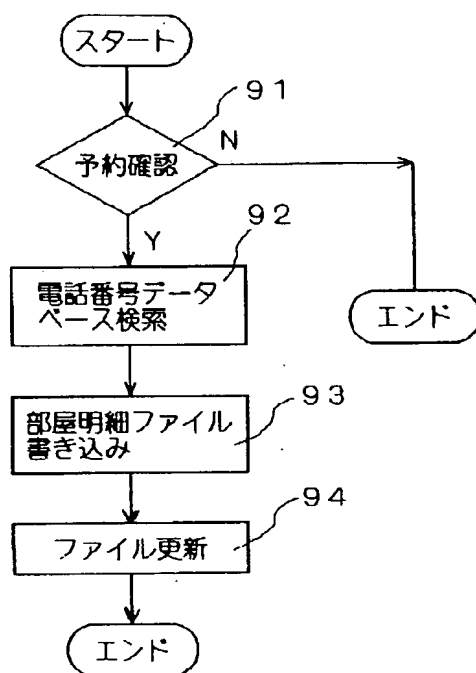 スタート
91
予約確認
N
Y
92
電話番号データ
ベース検索
エンド
93
部屋明細ファイル
書き込み
94
ファイル更新
エンド